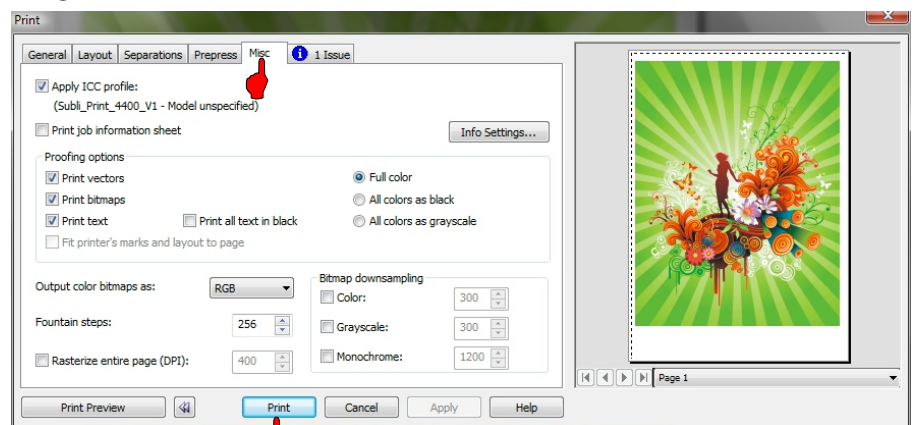 Print
General Layout Separations Prepress Misc 1 Issue
Apply ICC profile:
(Subli_Print_4400_V1 - Model unspecified)
Print job information sheet
Info Settings...
Proofing options
Print vectors
Full color
Print bitmaps
All colors as black
Print text Print all text in black
All colors as grayscale
Fit printer's marks and layout to page
Output color bitmaps as: RGB
Bitmap downsampling
Color: 300
Fountain steps: 256
Grayscale: 300
Rasterize entire page (DPI): 400
Monochrome: 1200
Page 1
Print Preview Print Cancel Apply Help